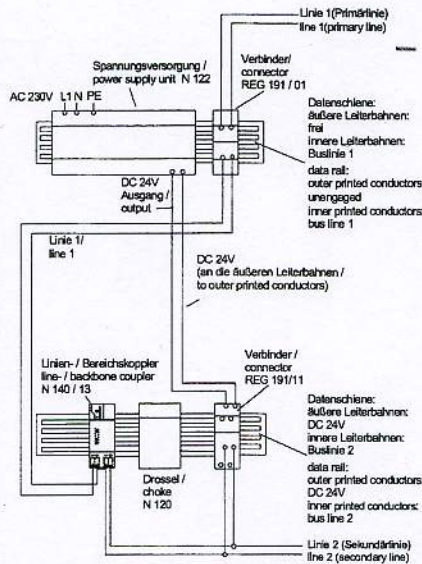 Linie 1(Primärlinie)
line 1(primary line)
Spannungsversorgung /
power supply unit N 122
Verbinder/
connector
REG 191 / 01
AC 230V L1 N PE
Datenschiene:
äußere Leiterbahnen:
frei
innere Leiterbahnen:
Buslinie 1
data rail:
outer printed conductors:
unengaged
inner printed conductors:
bus line 1
DC 24V
Ausgang /
output
Linie 1/
line 1
DC 24V
(an die äußeren Leiterbahnen /
to outer printed conductors)
Linien- / Bereichskoppler
line- / backbone coupler
N 140 / 13
Verbinder /
connector
REG 191/11
Datenschiene:
äußere Leiterbahnen:
DC 24V
innere Leiterbahnen:
Buslinie 2
data rail:
outer printed conductors:
DC 24V
inner printed conductors:
bus line 2
Drossel /
choke
N 120
Linie 2 (Sekundärlinie)
line 2 (secondary line)